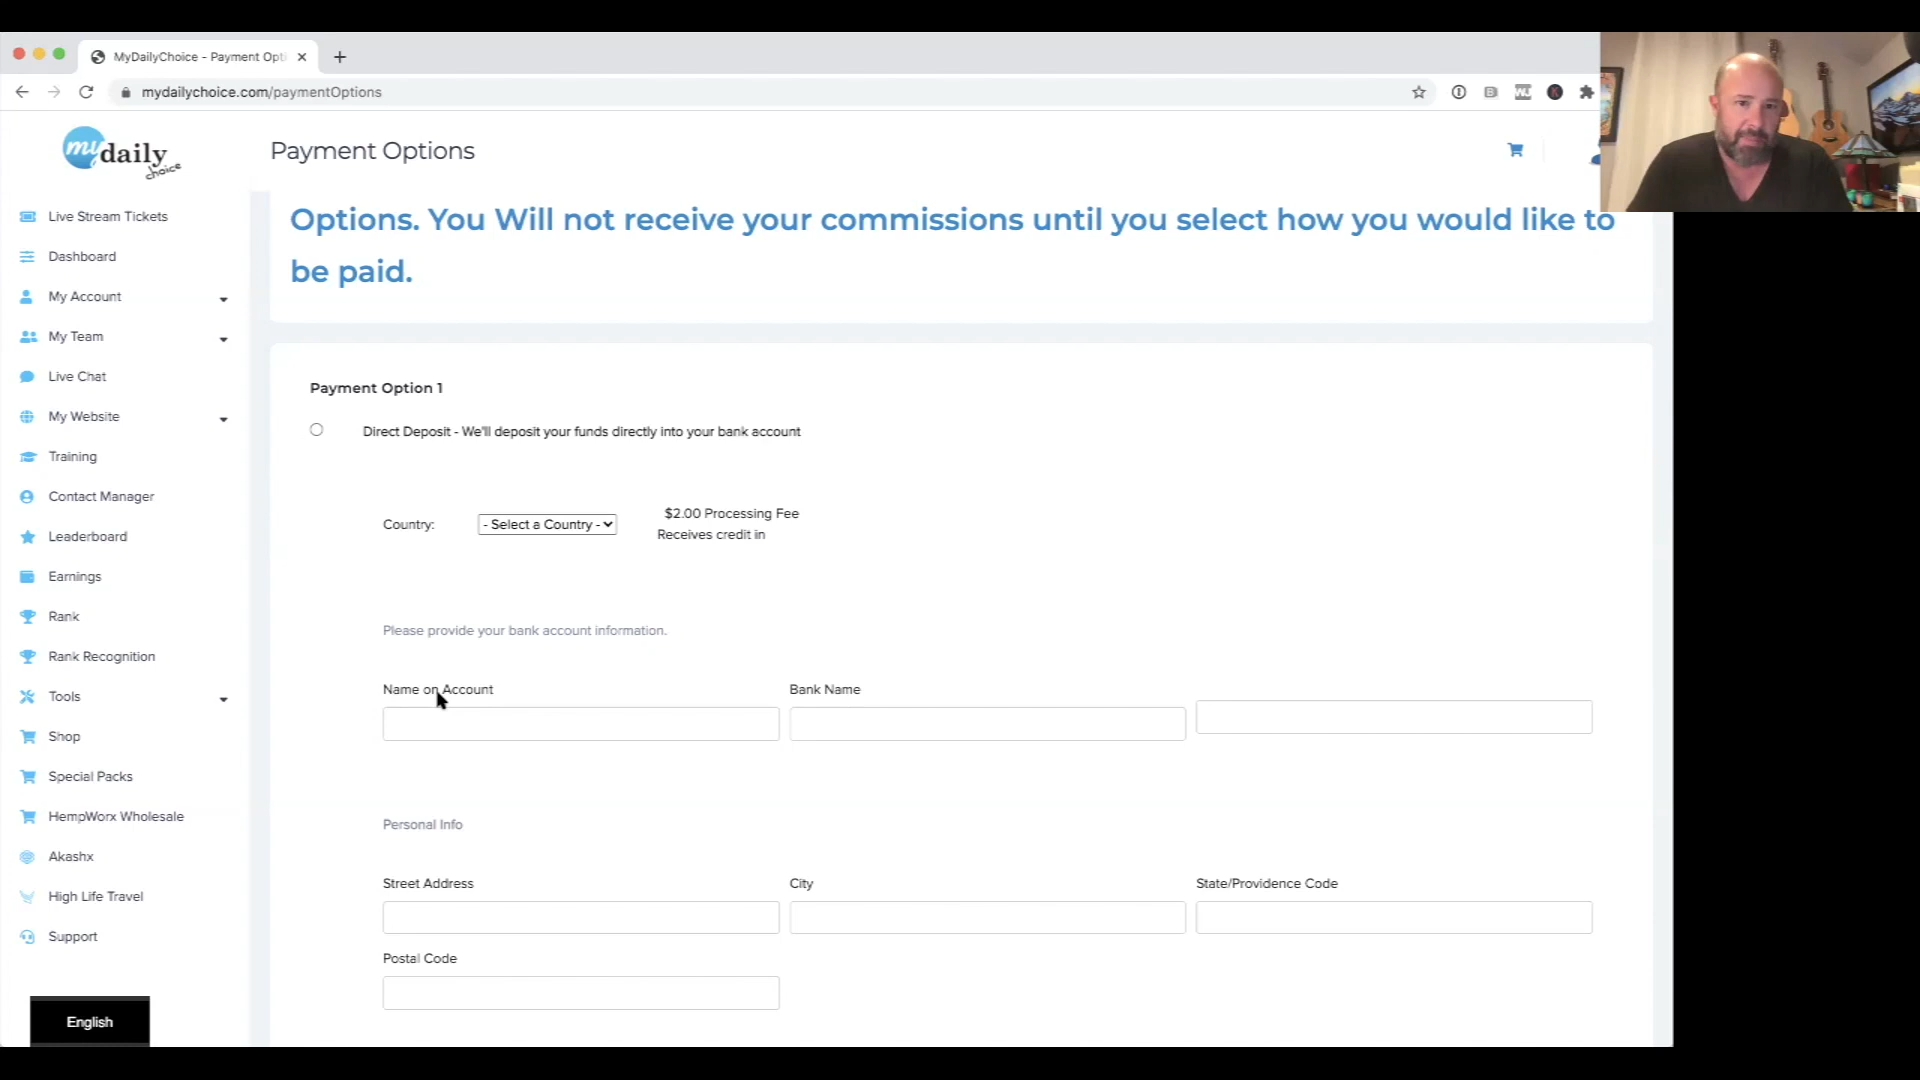 MyDailyChoice - Payment Opti
mydailychoice.com/paymentOptions
my daily choice
Payment Options
Live Stream Tickets
Dashboard
My Account
My Team
Live Chat
My Website
Training
Contact Manager
Leaderboard
Earnings
Rank
Rank Recognition
Tools
Shop
Special Packs
HempWorx Wholesale
Akashx
High Life Travel
Support
English
Options. You Will not receive your commissions until you select how you would like to
be paid.
Payment Option 1
Direct Deposit - We'll deposit your funds directly into your bank account
Country:
- Select a Country -
$2.00 Processing Fee
Receives credit in
Please provide your bank account information.
Name on Account
Bank Name
Personal Info
Street Address
City
State/Providence Code
Postal Code